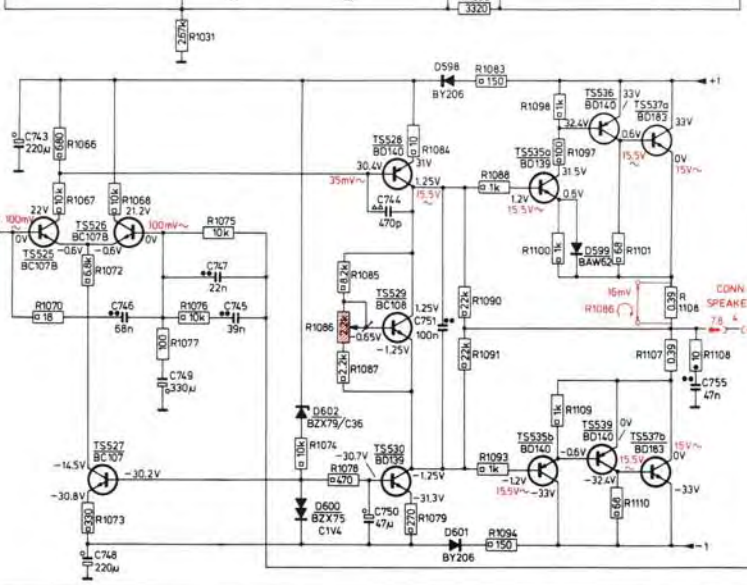 3320
2.67k
R1031
D598
BY206
R1083
150
+1
C743
220µ
680
R1066
TS528
BD140
10
R1084
31V
30.4V
35mV~
R1098
1k
TS536
BD140
33V
TS537a
BD183
33V
32.4V
0.6V
15.5V
~
0V
15V~
100
R1097
31.5V
TS535a
BD139
R1088
1k
1.2V
15.5V~
0.6V
10k
R1067
10k
R1068
22V
TS526
BC107B
21.2V
100mV~
0V
TS525
BC107B
-0.6V
-0.6V
100mV~
0V
R1075
10k
C744
470p
1.25V
15.5V
~
6.8k
R1072
C747
22n
R1070
18
C746
68n
R1076
10k
C745
39n
100
R1077
C749
330µ
8.2k
R1085
TS529
BC108
1.25V
R1086
2.2k
-0.65V
-1.25V
C751
100n
2.2k
R1087
22k
R1090
22k
R1091
1k
R1100
D599
BAW62
68
R1101
16mV
R1086
0.39
R
1108
CONN.
SPEAKE
7.8
4
R1107
0.39
10
R1108
C755
47n
D602
BZX79/C36
10k
R1074
TS527
BC107
-14.5V
-30.2V
-30.8V
330
R1073
C748
220µ
D600
BZX75
C1V4
-30.7V
R1078
470
TS530
BD139
-1.25V
-31.3V
C750
47µ
270
R1079
R1093
1k
TS535b
BD140
-1.2V
15.5V~
-33V
1k
R1109
-0.6V
TS539
BD140
0V
-32.4V
TS537b
BD183
15.5V
~
15V~
0V
-33V
68
R1110
D601
BY206
R1094
150
-1